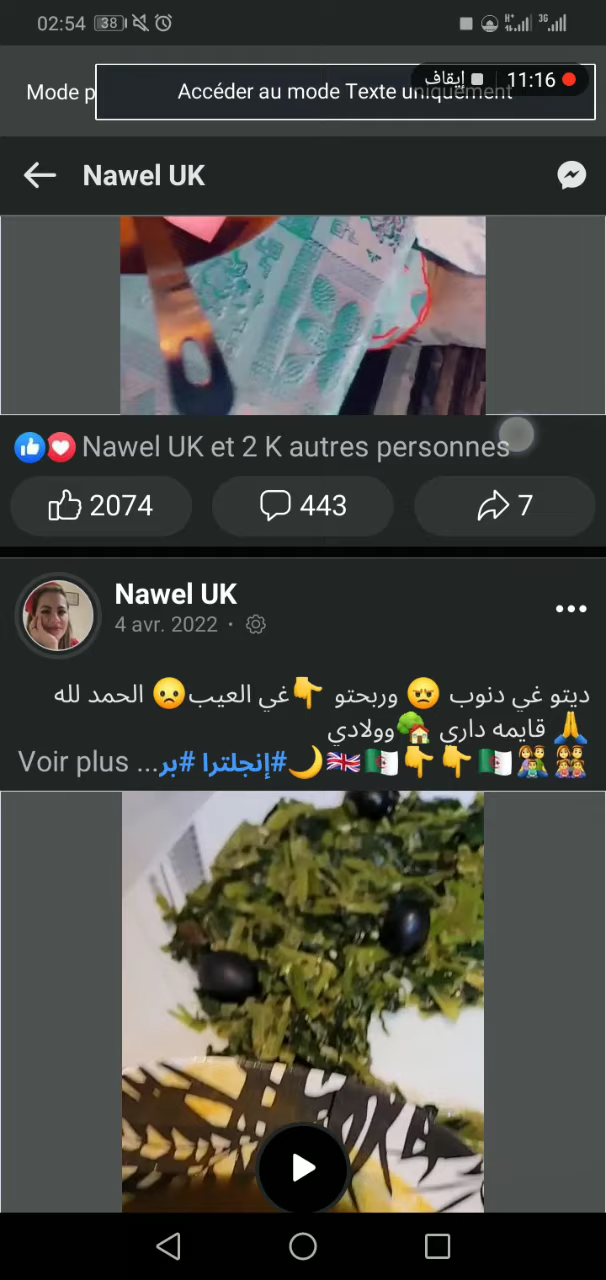 02:54 38 H+ 3G
Mode p Accéder au mode Texte uniquement
إيقاف 11:16
Nawel UK
Nawel UK et 2 K autres personnes
2074 443 7
Nawel UK
4 avr. 2022 ·
ديتو غي دنوب 😠 وربحتو 👇غي العيب☹️ الحمد لله
🙏 قايمه داري 🏡وولادي
👨‍👩‍👧‍👧👨‍👩‍👦🇩🇿👇👇🇩🇿🇬🇧🌙#إنجلترا #بر... Voir plus